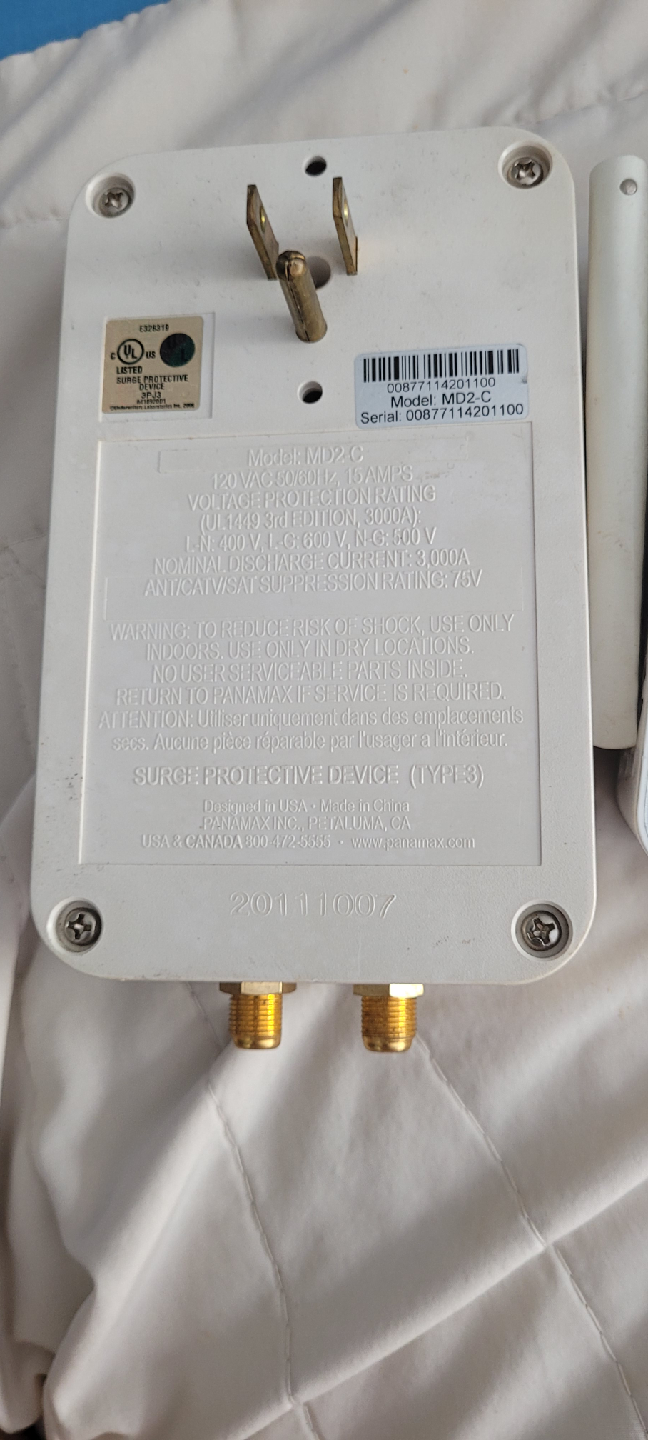 E326310
C UL US
LISTED
SURGE PROTECTIVE
DEVICE
3PJ3
00877114201100
Model: MD2-C
Serial: 00877114201100
Model: MD2-C
120 VAC 50/60Hz, 15 AMPS
VOLTAGE PROTECTION RATING
(UL1449 3rd EDITION, 3000A):
L-N: 400 V, L-G: 600 V, N-G: 500 V
NOMINAL DISCHARGE CURRENT: 3,000A
ANT/CATV/SAT SUPPRESSION RATING: 75V
WARNING: TO REDUCE RISK OF SHOCK, USE ONLY
INDOORS. USE ONLY IN DRY LOCATIONS.
NO USER SERVICEABLE PARTS INSIDE.
RETURN TO PANAMAX IF SERVICE IS REQUIRED.
ATTENTION: Utiliser uniquement dans des emplacements
secs. Aucune pièce réparable par l'usager a l'intérieur.
SURGE PROTECTIVE DEVICE (TYPE3)
Designed in USA • Made in China
PANAMAX INC., PETALUMA, CA
USA & CANADA 800-472-5555 • www.panamax.com
20111007